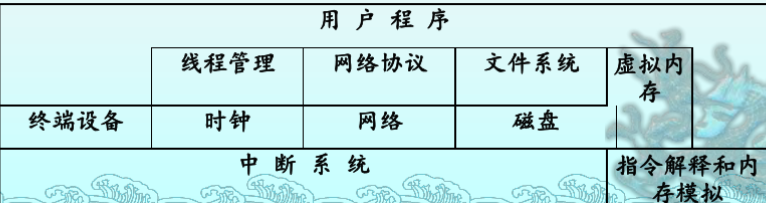 用户程序
线程管理 网络协议 文件系统 虚拟内
存
终端设备 时钟 网络 磁盘
中断系统 指令解释和内
存模拟